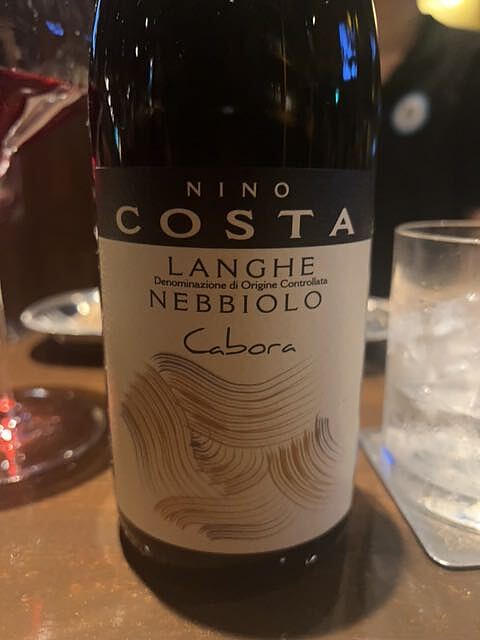 NINO
COSTA
LANGHE
Denominazione di Origine Controllata
NEBBIOLO
Cabora